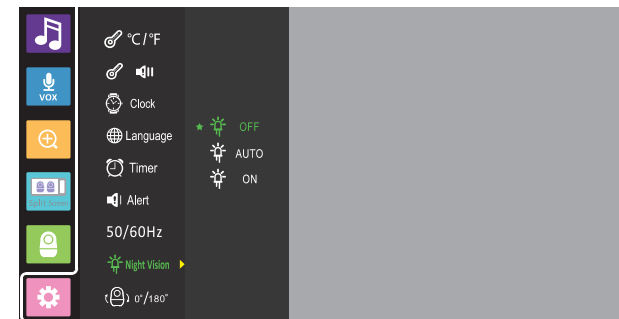 VOX
Split Screen
°C/°F
Clock
Language
Timer
Alert
50/60Hz
Night Vision
0°/180°
OFF
AUTO
ON